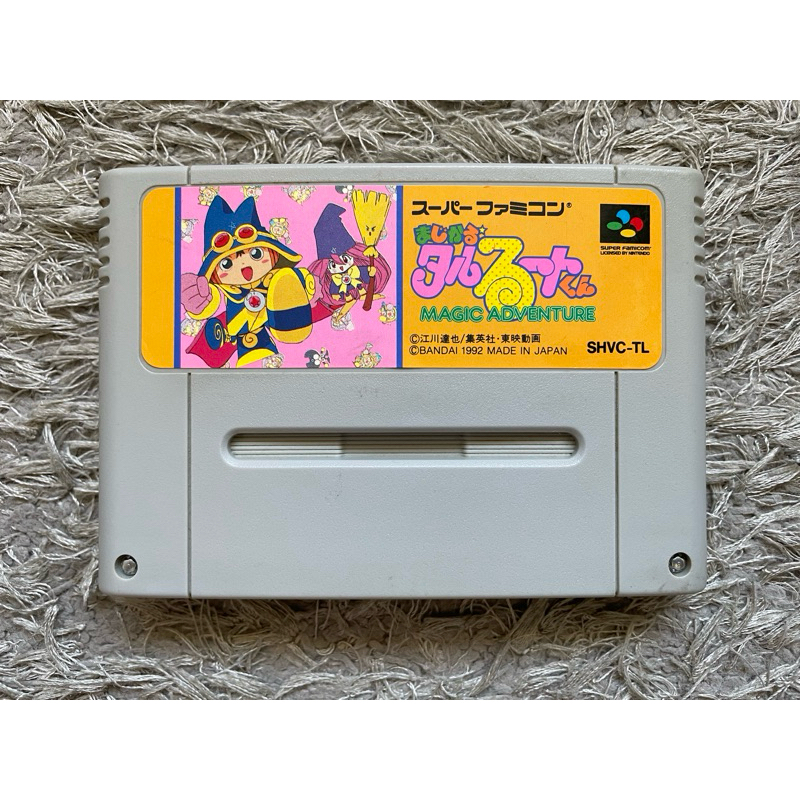 スーパーファミコン®
まじかる
タルるートくん
MAGIC ADVENTURE
©江川達也/集英社・東映動画
©BANDAI 1992 MADE IN JAPAN
SHVC-TL
SUPER FAMICOM
LICENSED BY NINTENDO